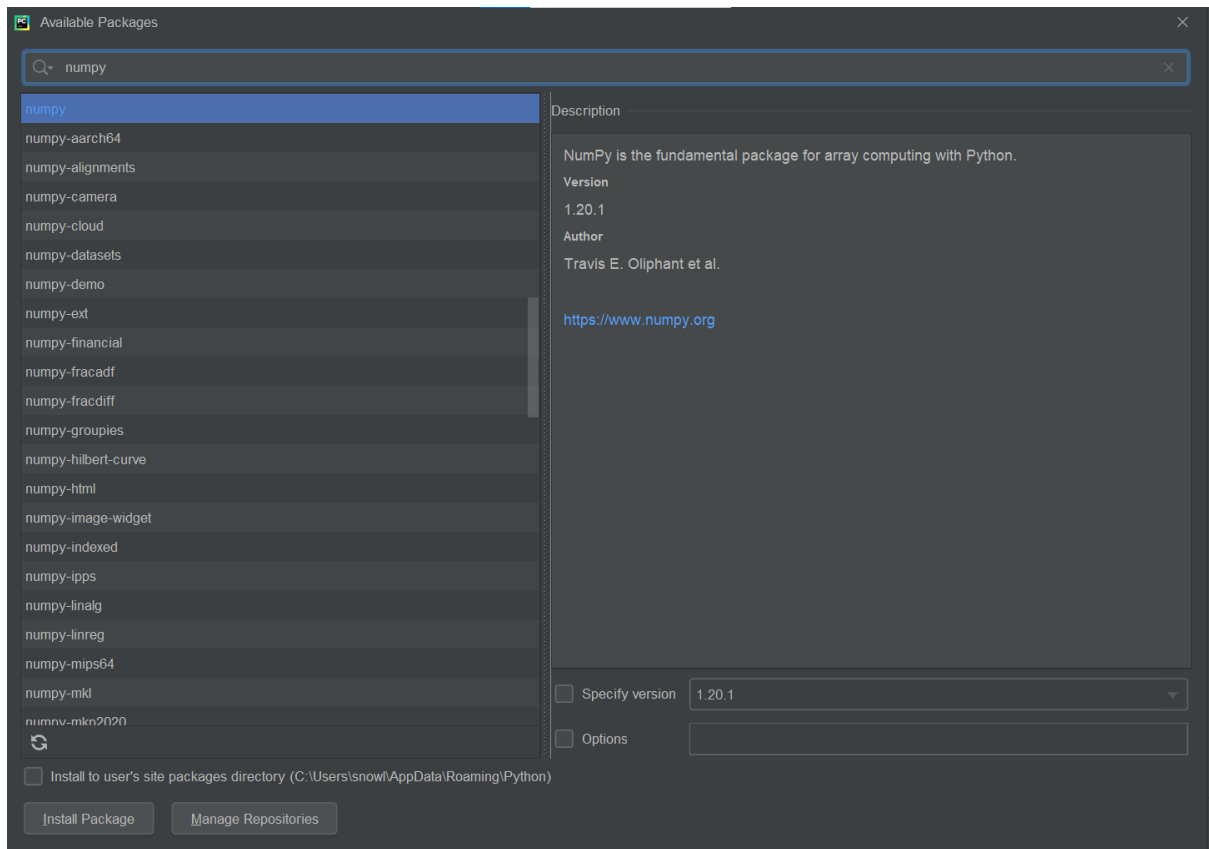 PC Available Packages
numpy
numpy
numpy-aarch64
numpy-alignments
numpy-camera
numpy-cloud
numpy-datasets
numpy-demo
numpy-ext
numpy-financial
numpy-fracadf
numpy-fracdiff
numpy-groupies
numpy-hilbert-curve
numpy-html
numpy-image-widget
numpy-indexed
numpy-ipps
numpy-linalg
numpy-linreg
numpy-mips64
numpy-mkl
numpy-mkp2020
Description
NumPy is the fundamental package for array computing with Python.
Version
1.20.1
Author
Travis E. Oliphant et al.
https://www.numpy.org
Specify version 1.20.1
Options
Install to user's site packages directory (C:\Users\snowl\AppData\Roaming\Python)
Install Package Manage Repositories